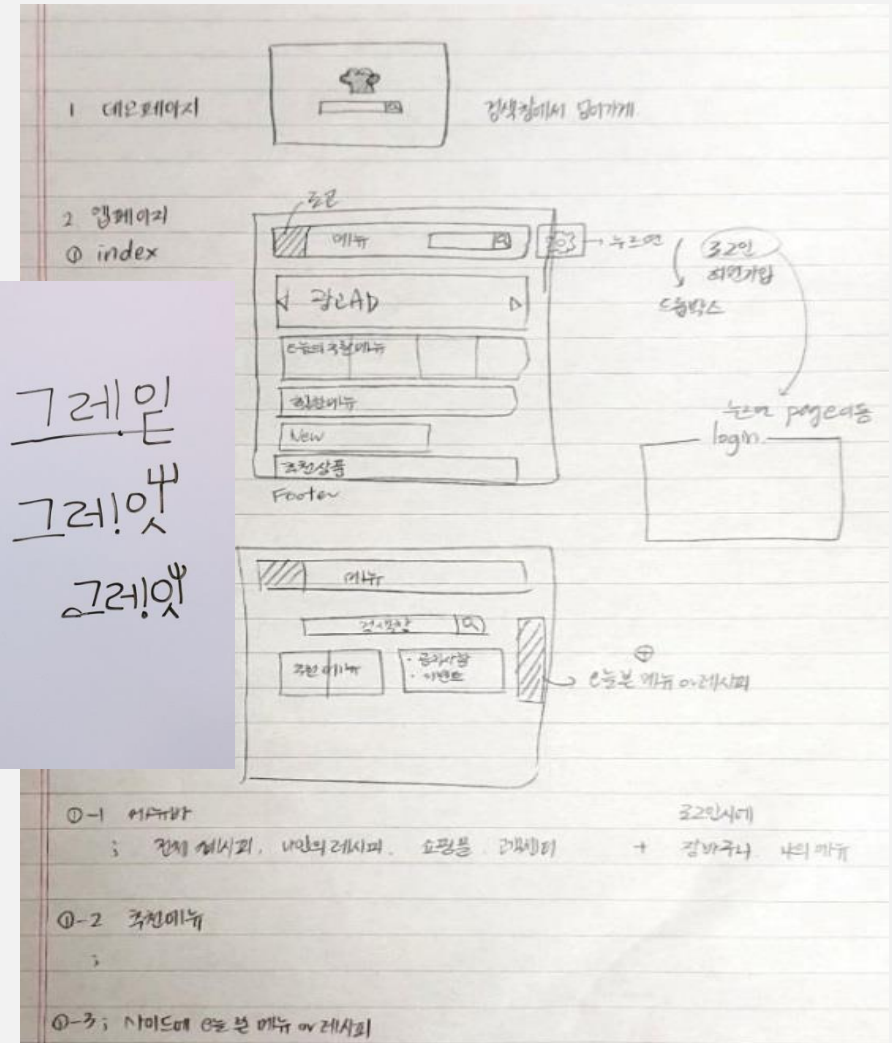 1 대문페이지
검색창에서 넘어가게
2 앱페이지
① index
로고
메뉴
누르면
로그인
회원가입
드롭박스
광고AD
오늘의 추천메뉴
누르면 page이동
login
New
추천상품
Footer
그레잍
그레!잇
그레!잇
메뉴
검색창
추천메뉴
· 공지사항
· 이벤트
⊕
오늘본 메뉴 or 레시피
①-1 메뉴바
로그인시에
; 전체 레시피. 나만의레시피. 쇼핑몰. 고객센터 + 장바구니. 나의 메뉴
①-2 추천메뉴
;
①-3 ; 사이드에 오늘 본 메뉴 or 레시피